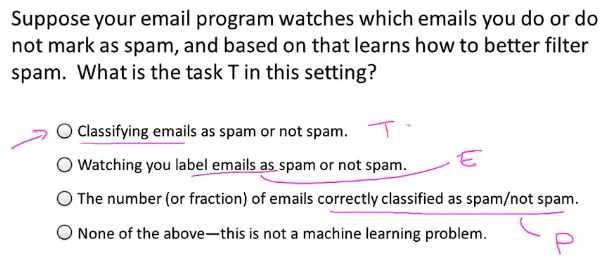 Suppose your email program watches which emails you do or do
not mark as spam, and based on that learns how to better filter
spam.  What is the task T in this setting?
Classifying emails as spam or not spam. T
Watching you label emails as spam or not spam. E
The number (or fraction) of emails correctly classified as spam/not spam.
None of the above—this is not a machine learning problem. P